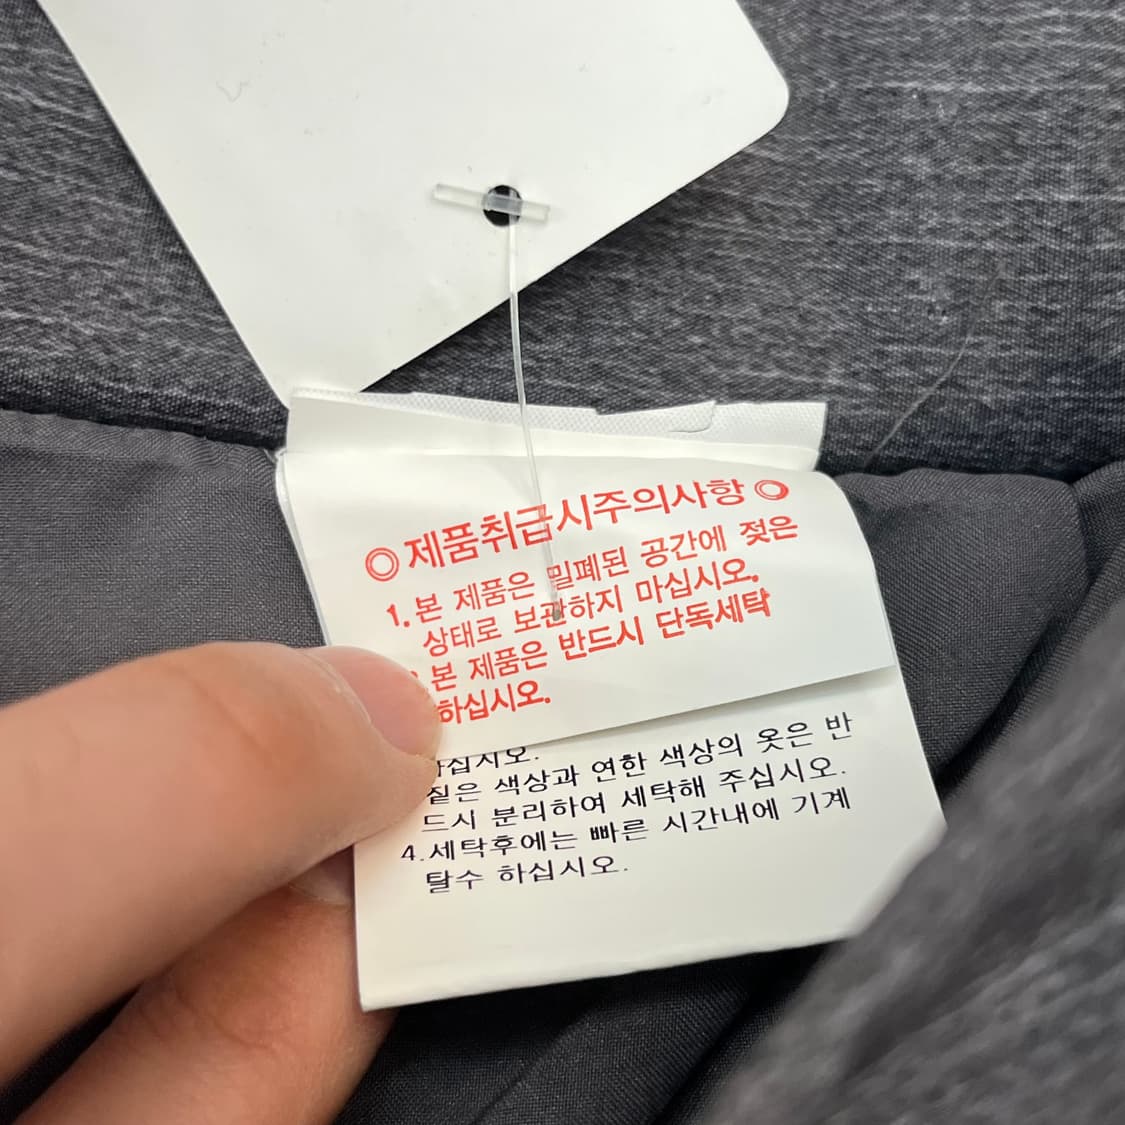 ◎제품취급시주의사항◎
1.본 제품은 밀폐된 공간에 젖은
상태로 보관하지 마십시오.
본 제품은 반드시 단독세탁
하십시오.
하십시오.
짙은 색상과 연한 색상의 옷은 반
드시 분리하여 세탁해 주십시오.
4.세탁후에는 빠른 시간내에 기계
탈수 하십시오.